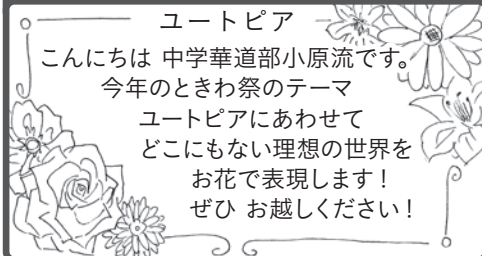 ユートピア
こんにちは 中学華道部小原流です。
今年のときわ祭のテーマ
ユートピアにあわせて
どこにもない理想の世界を
お花で表現します！
ぜひ お越しください！